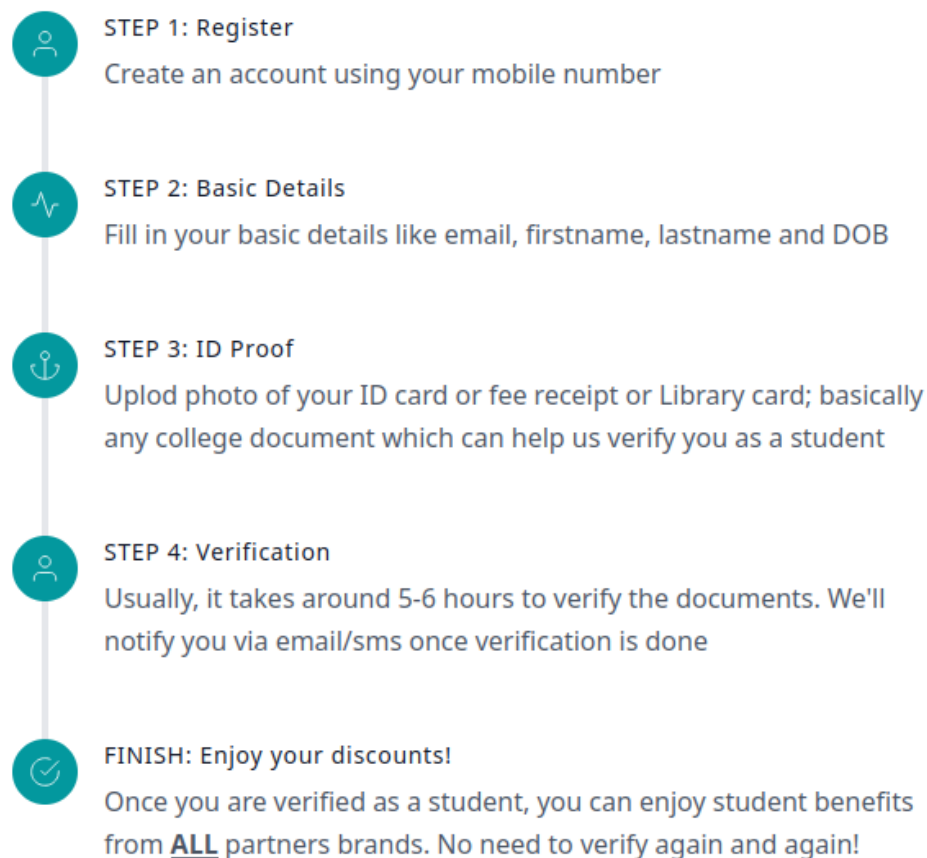 STEP 1: Register
Create an account using your mobile number
STEP 2: Basic Details
Fill in your basic details like email, firstname, lastname and DOB
STEP 3: ID Proof
Uplod photo of your ID card or fee receipt or Library card; basically
any college document which can help us verify you as a student
STEP 4: Verification
Usually, it takes around 5-6 hours to verify the documents. We'll
notify you via email/sms once verification is done
FINISH: Enjoy your discounts!
Once you are verified as a student, you can enjoy student benefits
from ALL partners brands. No need to verify again and again!